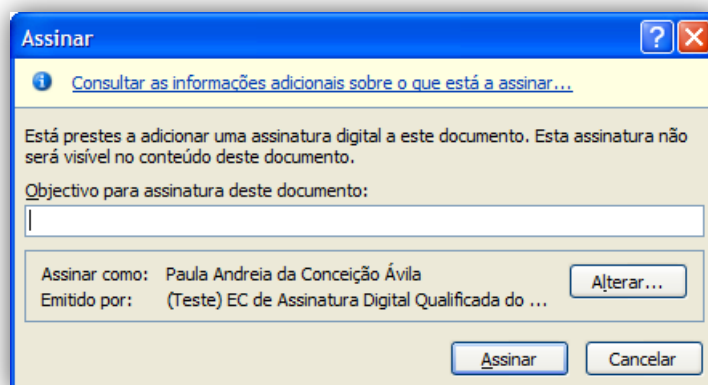 Assinar
Consultar as informações adicionais sobre o que está a assinar...
Está prestes a adicionar uma assinatura digital a este documento. Esta assinatura não
será visível no conteúdo deste documento.
Objectivo para assinatura deste documento:
Assinar como: Paula Andreia da Conceição Ávila
Alterar...
Emitido por: (Teste) EC de Assinatura Digital Qualificada do ...
Assinar Cancelar